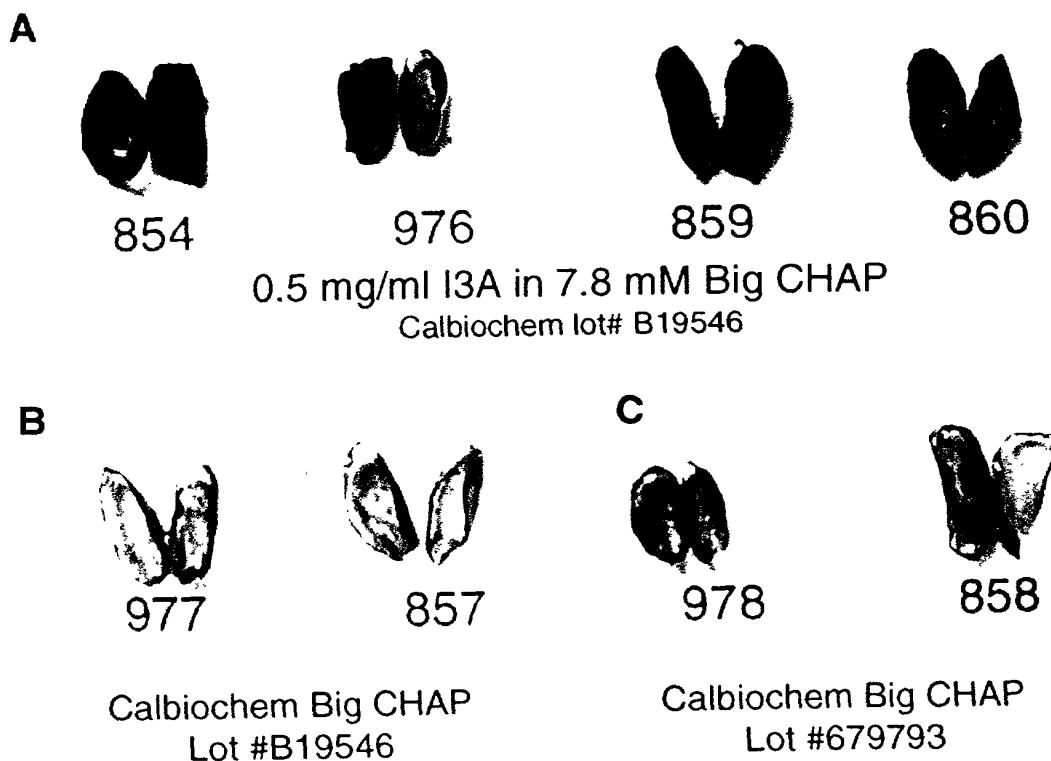 A
854 976 859 860
0.5 mg/ml I3A in 7.8 mM Big CHAP
Calbiochem lot# B19546
B
977 857
Calbiochem Big CHAP
Lot #B19546
C
978 858
Calbiochem Big CHAP
Lot #679793